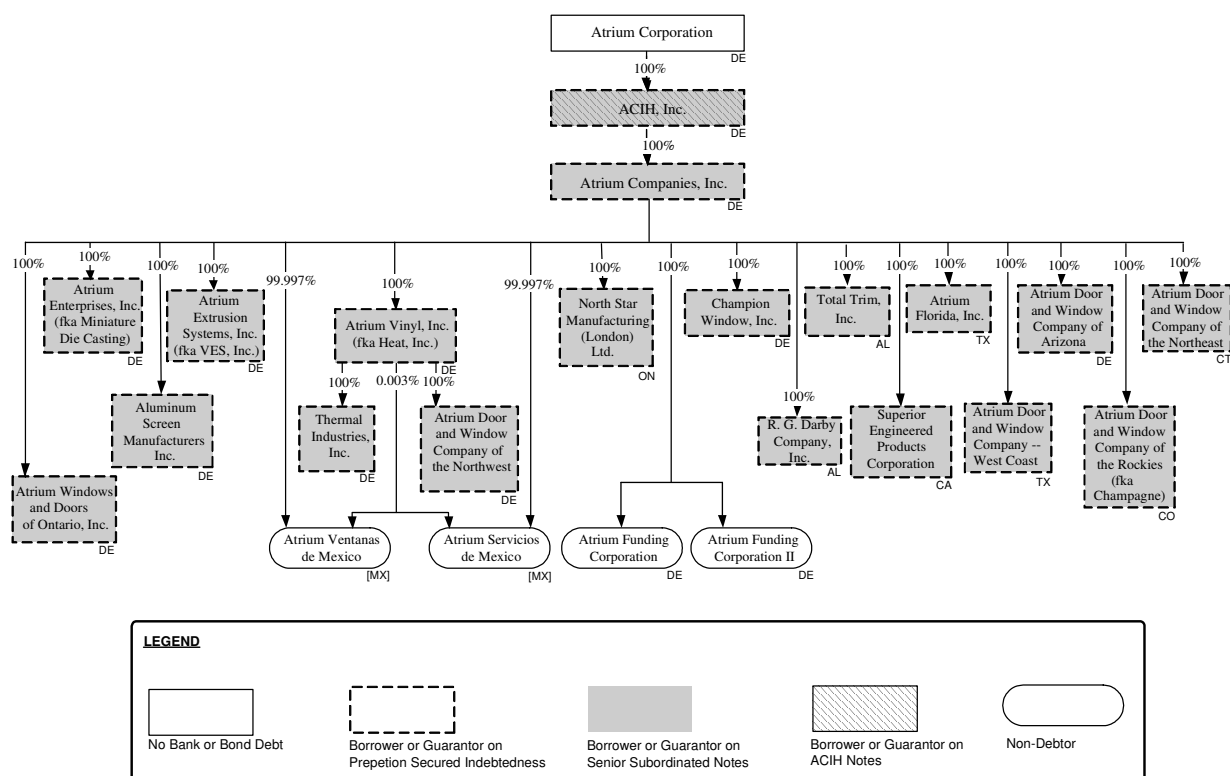 Atrium Corporation
DE
100%
ACIH, Inc.
DE
100%
Atrium Companies, Inc.
DE
100%
100%
Atrium
Enterprises, Inc.
(fka Miniature
Die Casting)
DE
100%
100%
Atrium
Extrusion
Systems, Inc.
(fka VES, Inc.)
DE
99.997%
100%
Atrium Vinyl, Inc.
(fka Heat, Inc.)
DE
99.997%
100%
North Star
Manufacturing
(London)
Ltd.
ON
100%
100%
Champion
Window, Inc.
DE
100%
Total Trim,
Inc.
AL
100%
100%
Atrium
Florida, Inc.
TX
100%
100%
Atrium Door
and Window
Company of
Arizona
DE
100%
100%
Atrium Door
and Window
Company of
the Northeast
CT
Aluminum
Screen
Manufacturers
Inc.
DE
100%
0.003%
100%
Thermal
Industries,
Inc.
DE
Atrium Door
and Window
Company of
the Northwest
DE
100%
R. G. Darby
Company,
Inc.
AL
Superior
Engineered
Products
Corporation
CA
Atrium Door
and Window
Company --
West Coast
TX
Atrium Door
and Window
Company of
the Rockies
(fka
Champagne)
CO
Atrium Windows
and Doors
of Ontario, Inc.
DE
Atrium Ventanas
de Mexico
[MX]
Atrium Servicios
de Mexico
[MX]
Atrium Funding
Corporation
DE
Atrium Funding
Corporation II
DE
LEGEND
No Bank or Bond Debt
Borrower or Guarantor on
Prepetion Secured Indebtedness
Borrower or Guarantor on
Senior Subordinated Notes
Borrower or Guarantor on
ACIH Notes
Non-Debtor